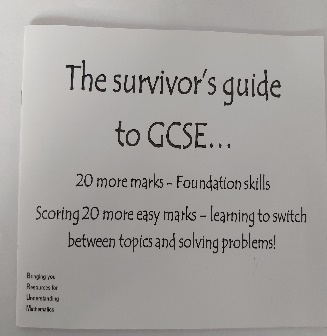 The survivor's guide
to GCSE...
20 more marks – Foundation skills
Scoring 20 more easy marks – learning to switch
between topics and solving problems!
Bringing you
Resources for
Understanding
Mathematics